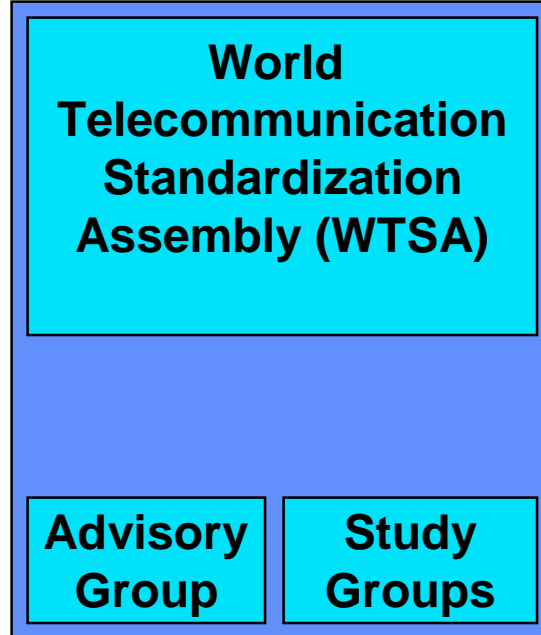 World
Telecommunication
Standardization
Assembly (WTSA)
Advisory
Group
Study
Groups